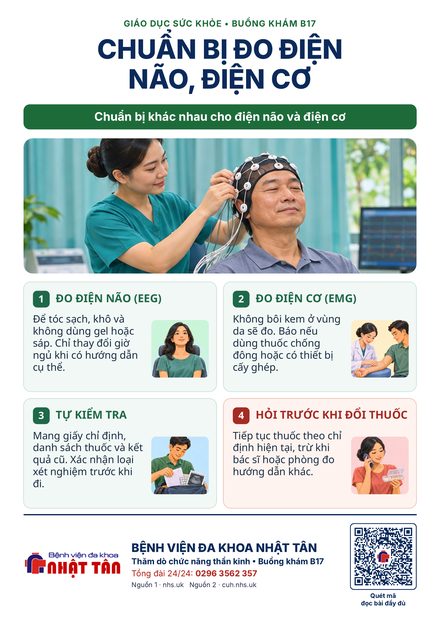 GIÁO DỤC SỨC KHỎE • BUỒNG KHÁM B17
CHUẨN BỊ ĐO ĐIỆN
NÃO, ĐIỆN CƠ
Chuẩn bị khác nhau cho điện não và điện cơ
1 ĐO ĐIỆN NÃO (EEG)
Để tóc sạch, khô và
không dùng gel hoặc
sáp. Chỉ thay đổi giờ
ngủ khi có hướng dẫn
cụ thể.
2 ĐO ĐIỆN CƠ (EMG)
Không bôi kem ở vùng
da sẽ đo. Báo nếu
dùng thuốc chống
đông hoặc có thiết bị
cấy ghép.
3 TỰ KIỂM TRA
Mang giấy chỉ định,
danh sách thuốc và kết
quả cũ. Xác nhận loại
xét nghiệm trước khi
đi.
4 HỎI TRƯỚC KHI ĐỔI THUỐC
Tiếp tục thuốc theo chỉ
định hiện tại, trừ khi
bác sĩ hoặc phòng đo
hướng dẫn khác.
Bệnh viện đa khoa
NHẬT TÂN
BỆNH VIỆN ĐA KHOA NHẬT TÂN
Thăm dò chức năng thần kinh • Buồng khám B17
Tổng đài 24/24: 0296 3562 357
Nguồn 1 · nhs.uk Nguồn 2 · cuh.nhs.uk
Quét mã
đọc bài đầy đủ